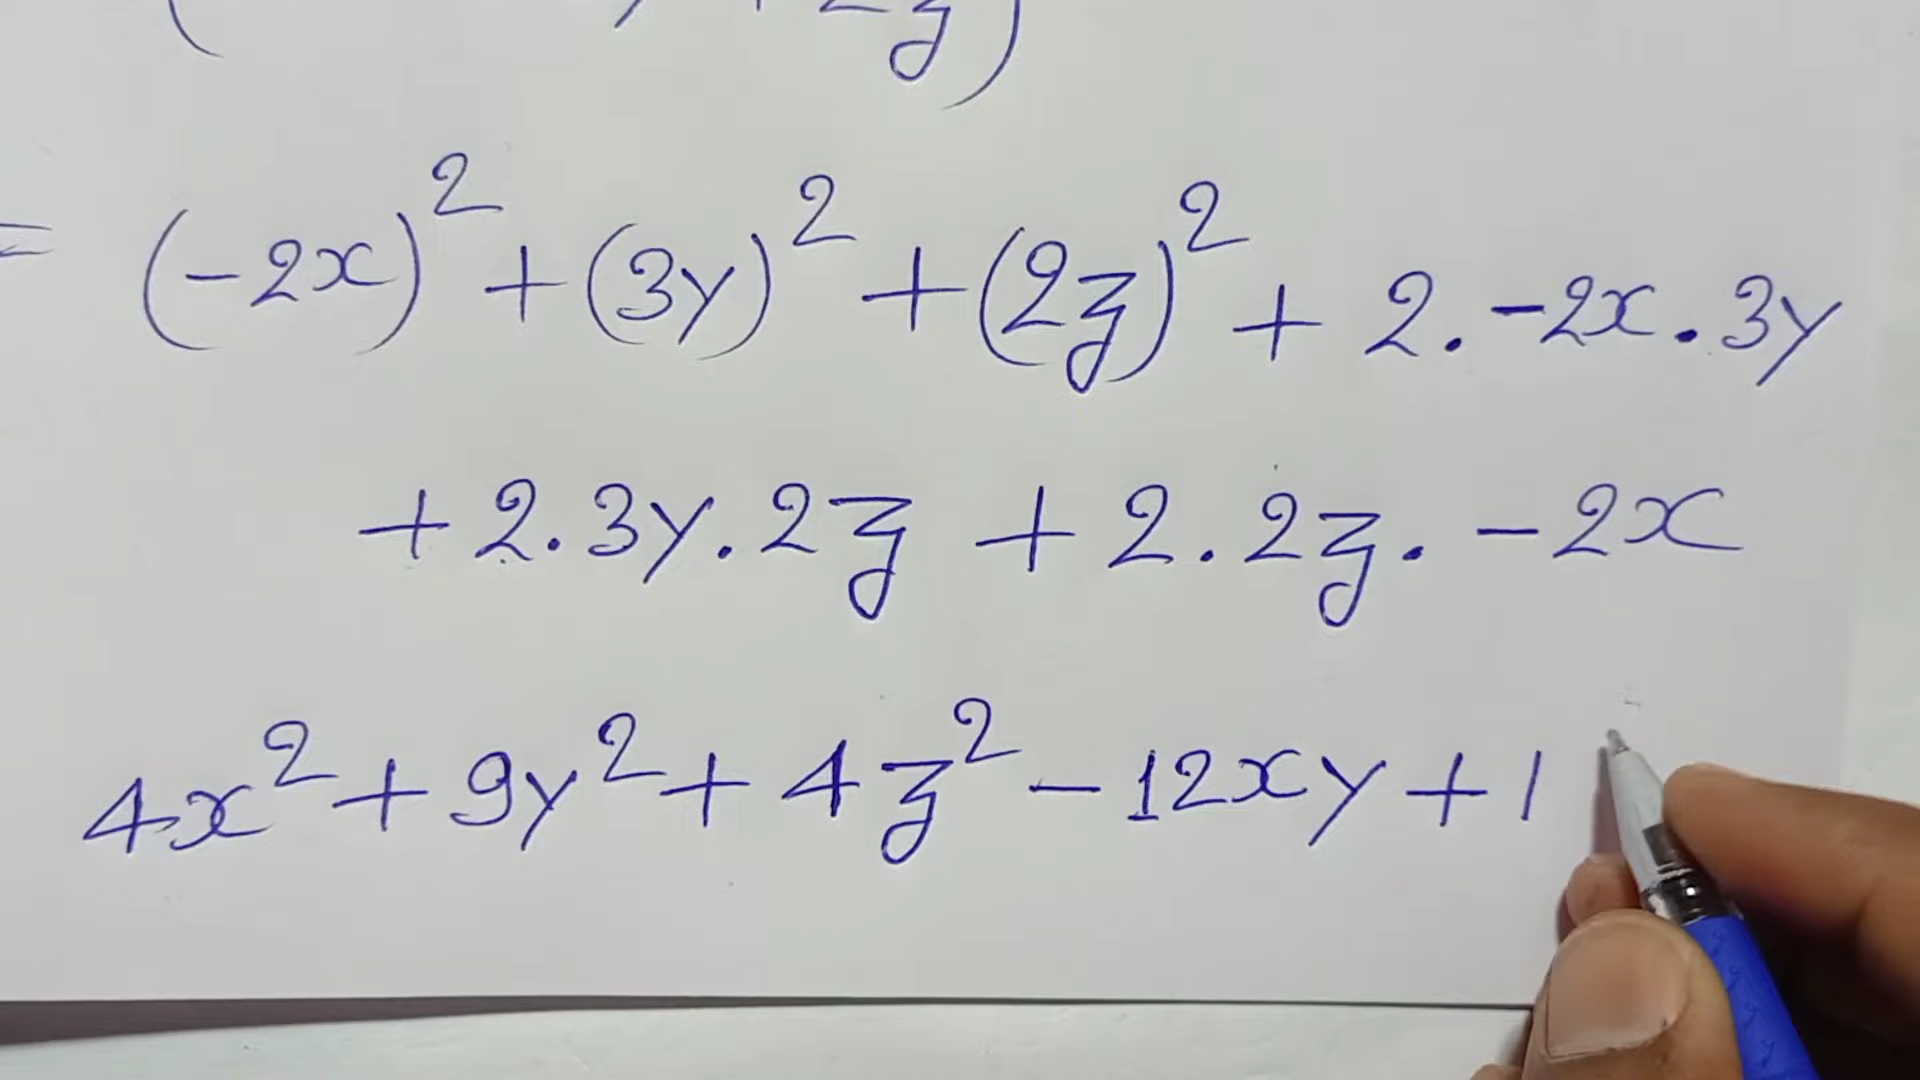 ( y + 2z)
= (-2x)² + (3y)² + (2z)² + 2 . -2x . 3y
+ 2 . 3y . 2z + 2 . 2z . -2x
4x² + 9y² + 4z² - 12xy + 1